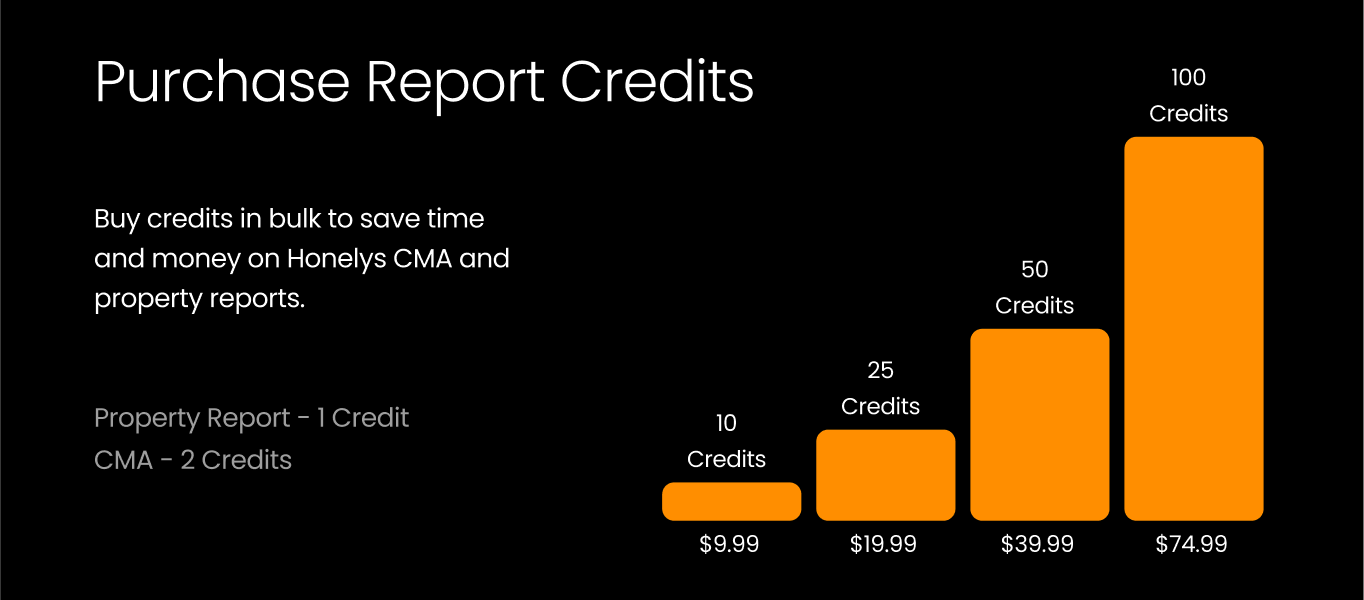 Purchase Report Credits
Buy credits in bulk to save time
and money on Honelys CMA and
property reports.
Property Report - 1 Credit
CMA - 2 Credits
10
Credits
$9.99
25
Credits
$19.99
50
Credits
$39.99
100
Credits
$74.99